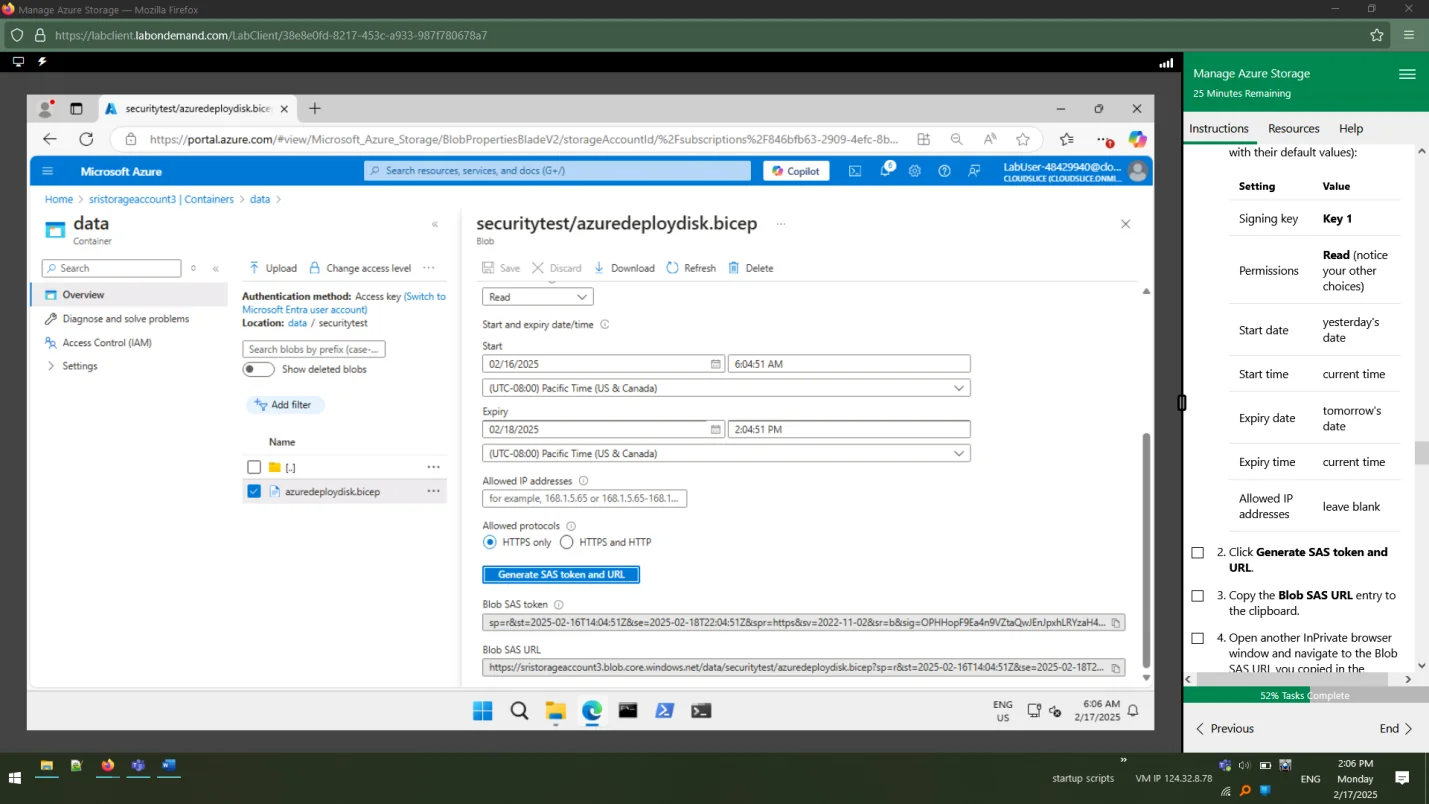 Manage Azure Storage — Mozilla Firefox
https://labclient.labondemand.com/LabClient/38e8e0fd-8217-453c-a933-987f780678a7
securitytest/azuredeploydisk.bice
https://portal.azure.com/#view/Microsoft_Azure_Storage/BlobPropertiesBladeV2/storageAccountId/%2Fsubscriptions%2F846bfb63-2909-4efc-8b...
Microsoft Azure
Search resources, services, and docs (G+/)
Copilot
6
LabUser-48429940@clo...
CLOUDSLICE (CLOUDSLICE.ONMI...
Home > sristorageaccount3 | Containers > data >
data
Container
Search
Overview
Diagnose and solve problems
Access Control (IAM)
Settings
Upload
Change access level
Authentication method: Access key (Switch to
Microsoft Entra user account)
Location: data / securitytest
Search blobs by prefix (case-...
Show deleted blobs
Add filter
Name
[..]
azuredeploydisk.bicep
securitytest/azuredeploydisk.bicep
Blob
Save
Discard
Download
Refresh
Delete
Read
Start and expiry date/time
Start
02/16/2025
6:04:51 AM
(UTC-08:00) Pacific Time (US & Canada)
Expiry
02/18/2025
2:04:51 PM
(UTC-08:00) Pacific Time (US & Canada)
Allowed IP addresses
for example, 168.1.5.65 or 168.1.5.65-168.1...
Allowed protocols
HTTPS only
HTTPS and HTTP
Generate SAS token and URL
Blob SAS token
sp=r&st=2025-02-16T14:04:51Z&se=2025-02-18T22:04:51Z&spr=https&sv=2022-11-02&sr=b&sig=OPHHopF9Ea4n9VZtaQwJEnJpxhLRYzaH4...
Blob SAS URL
https://sristorageaccount3.blob.core.windows.net/data/securitytest/azuredeploydisk.bicep?sp=r&st=2025-02-16T14:04:51Z&se=2025-02-18T2...
ENG
US
6:06 AM
2/17/2025
Manage Azure Storage
25 Minutes Remaining
Instructions
Resources
Help
with their default values):
Setting Value
Signing key Key 1
Permissions Read (notice
your other
choices)
Start date yesterday's
date
Start time current time
Expiry date tomorrow's
date
Expiry time current time
Allowed IP
addresses leave blank
2. Click Generate SAS token and
URL.
3. Copy the Blob SAS URL entry to
the clipboard.
4. Open another InPrivate browser
window and navigate to the Blob
SAS URL you copied in the
52% Tasks Complete
Previous
End
startup scripts
VM IP 124.32.8.78
ENG
2:06 PM
Monday
2/17/2025